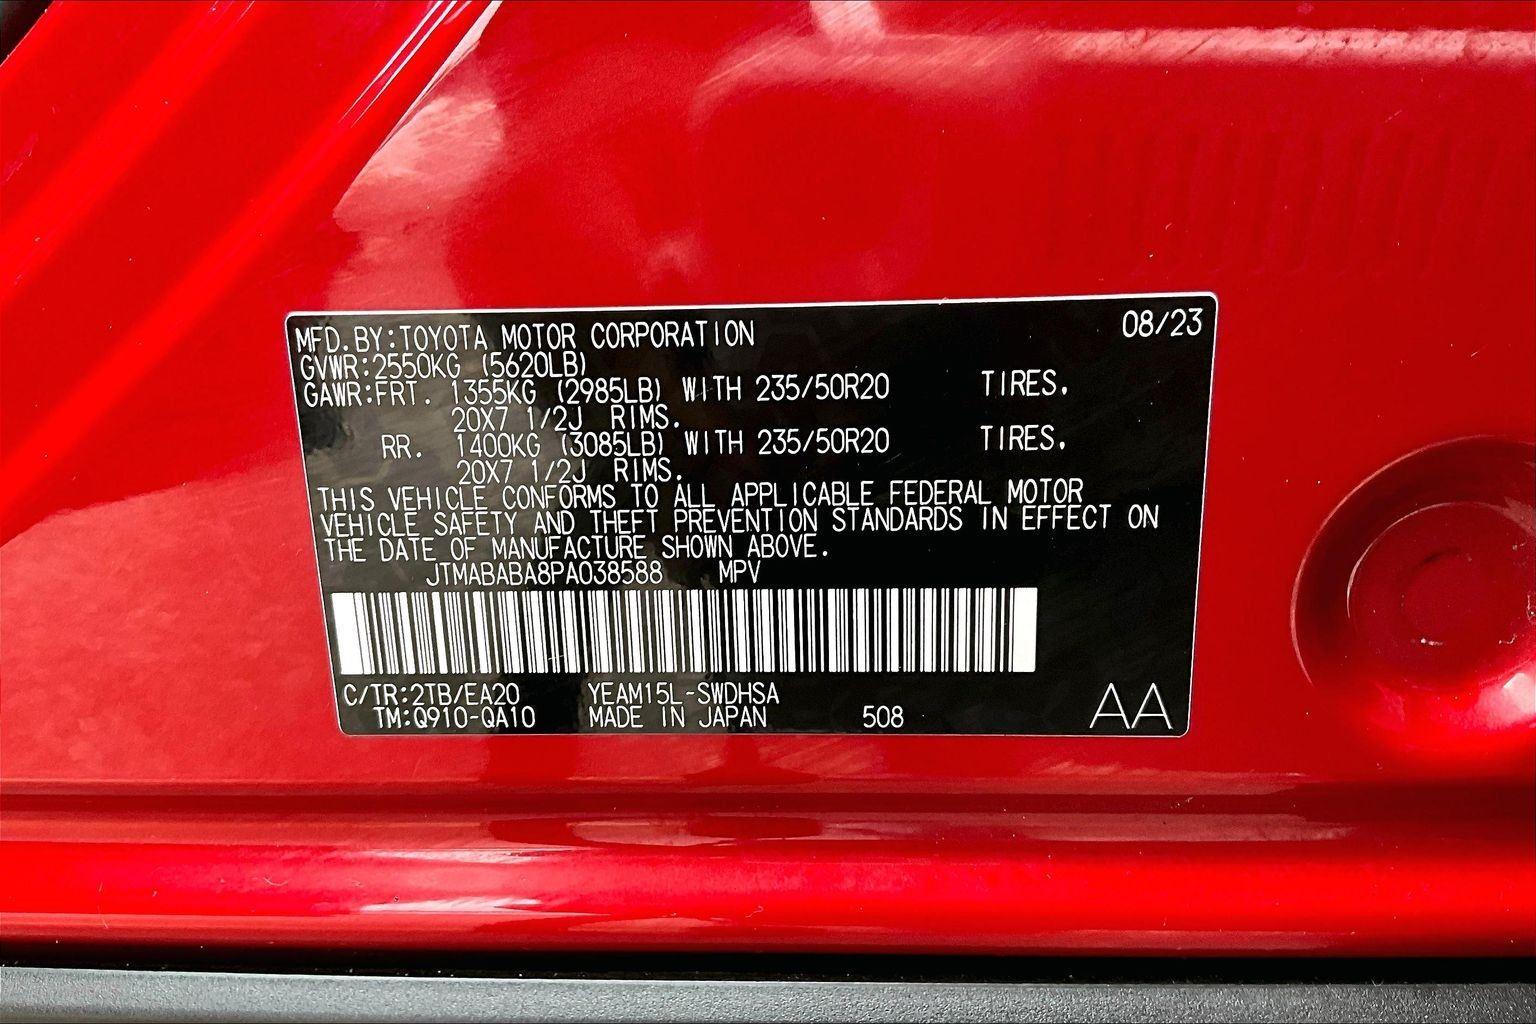 MFD.BY:TOYOTA MOTOR CORPORATION 08/23
GVWR:2550KG (5620LB)
GAWR:FRT. 1355KG (2985LB) WITH 235/50R20 TIRES.
20X7 1/2J RIMS.
RR. 1400KG (3085LB) WITH 235/50R20 TIRES.
20X7 1/2J RIMS.
THIS VEHICLE CONFORMS TO ALL APPLICABLE FEDERAL MOTOR
VEHICLE SAFETY AND THEFT PREVENTION STANDARDS IN EFFECT ON
THE DATE OF MANUFACTURE SHOWN ABOVE.
JTMABABA8PA038588 MPV
C/TR:2TB/EA20 YEAM15L-SWDHSA
TM:Q910-QA10 MADE IN JAPAN 508 AA